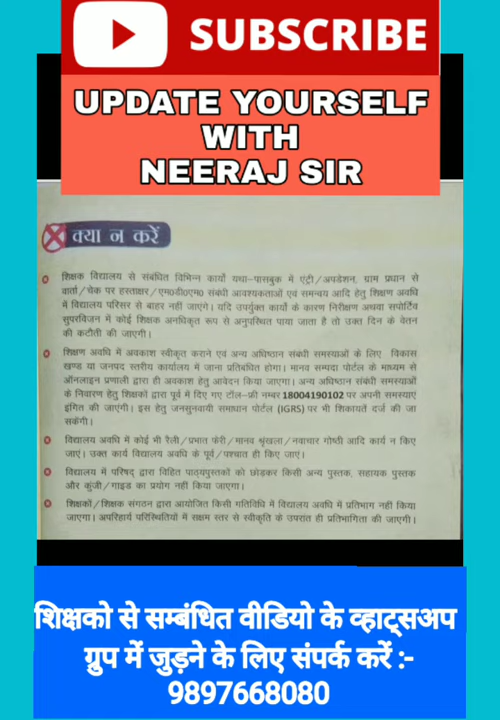 SUBSCRIBE
UPDATE YOURSELF
WITH
NEERAJ SIR
क्या न करें
शिक्षक विद्यालय से संबंधित विभिन्न कार्यों यथा-पासबुक में एंट्री/अपडेशन, ग्राम प्रधान से
वार्ता/चेक पर हस्ताक्षर/एम०डी०एम० संबंधी आवश्यकताओं एवं समन्वय आदि हेतु शिक्षण अवधि
में विद्यालय परिसर से बाहर नहीं जाएंगे। यदि उपर्युक्त कार्यों के कारण निरीक्षण अथवा सपोर्टिव
सुपरविजन में कोई शिक्षक अनधिकृत रूप से अनुपस्थित पाया जाता है तो उक्त दिन के वेतन
की कटौती की जाएगी।
शिक्षण अवधि में अवकाश स्वीकृत कराने एवं अन्य अधिष्ठान संबंधी समस्याओं के लिए विकास
खण्ड या जनपद स्तरीय कार्यालय में जाना प्रतिबंधित होगा। मानव सम्पदा पोर्टल के माध्यम से
ऑनलाइन प्रणाली द्वारा ही अवकाश हेतु आवेदन किया जाएगा। अन्य अधिष्ठान संबंधी समस्याओं
के निवारण हेतु शिक्षकों द्वारा पूर्व में दिए गए टॉल-फ्री नम्बर 18004190102 पर अपनी समस्याएं
इंगित की जाएंगी। इस हेतु जनसुनवायी समाधान पोर्टल (IGRS) पर भी शिकायतें दर्ज की जा
सकेंगी।
विद्यालय अवधि में कोई भी रैली/प्रभात फेरी/मानव श्रृंखला/नवाचार गोष्ठी आदि कार्य न किए
जाएं। उक्त कार्य विद्यालय अवधि के पूर्व/पश्चात ही किए जाएं।
विद्यालय में परिषद् द्वारा विहित पाठ्यपुस्तकों को छोड़कर किसी अन्य पुस्तक, सहायक पुस्तक
और कुंजी/गाइड का प्रयोग नहीं किया जाएगा।
शिक्षकों/शिक्षक संगठन द्वारा आयोजित किसी गतिविधि में विद्यालय अवधि में प्रतिभाग नहीं किया
जाएगा। अपरिहार्य परिस्थितियों में सक्षम स्तर से स्वीकृति के उपरांत ही प्रतिभागिता की जाएगी।
शिक्षको से सम्बंधित वीडियो के व्हाट्सअप
ग्रुप में जुड़ने के लिए संपर्क करें :-
9897668080